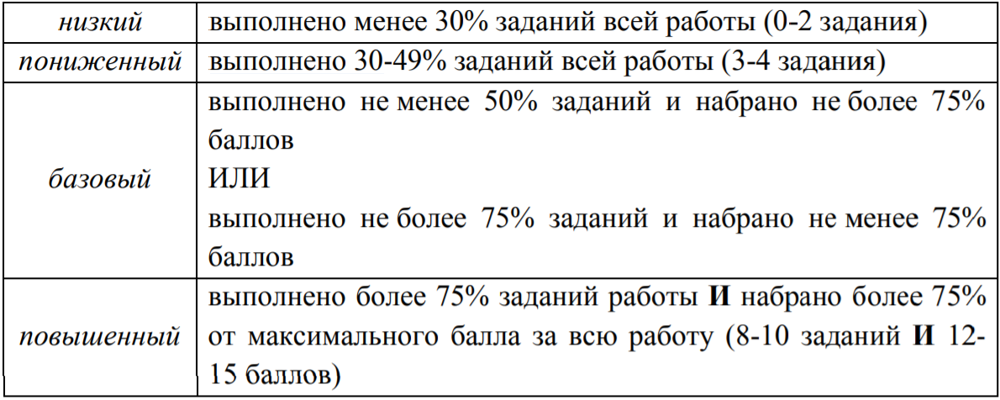 низкий выполнено менее 30% заданий всей работы (0-2 задания)
пониженный выполнено 30-49% заданий всей работы (3-4 задания)
выполнено не менее 50% заданий и набрано не более 75%
баллов
базовый ИЛИ
выполнено не более 75% заданий и набрано не менее 75%
баллов
выполнено более 75% заданий работы И набрано более 75%
повышенный от максимального балла за всю работу (8-10 заданий И 12-
15 баллов)